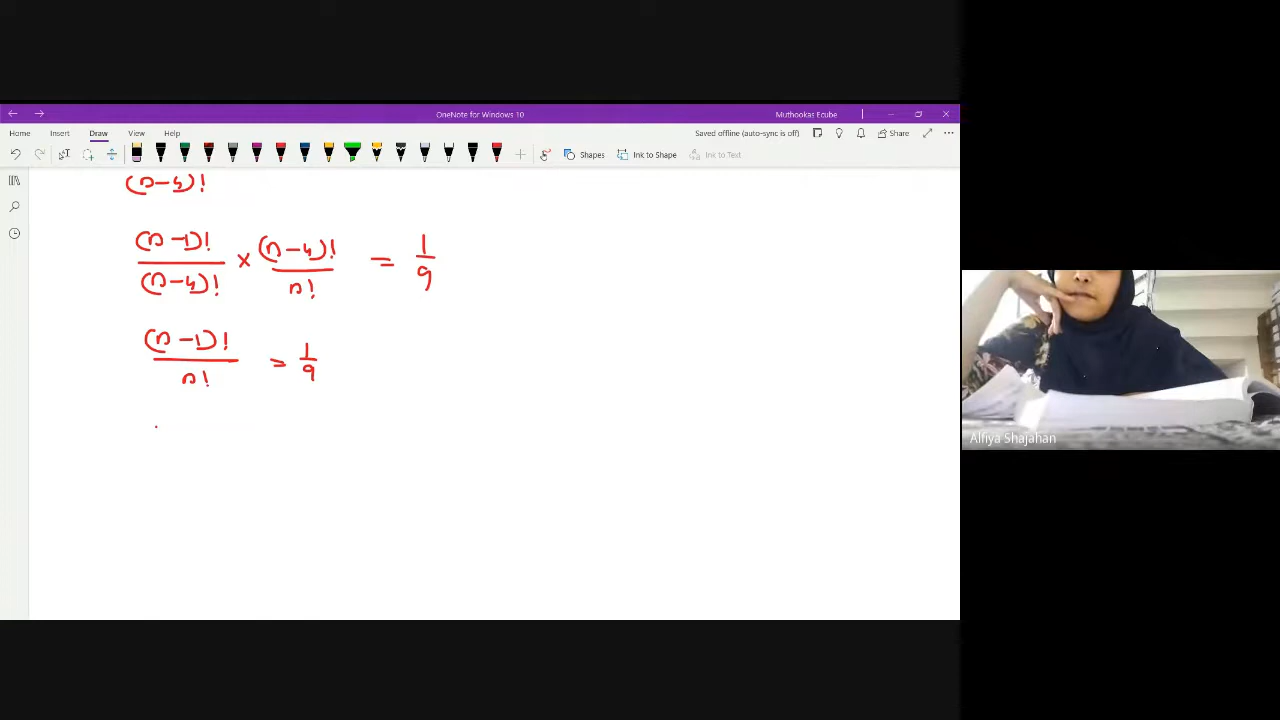 OneNote for Windows 10
Muthookas Ecube
Home Insert Draw View Help
Saved offline (auto-sync is off)
Share
Shapes
Ink to Shape
Ink to Text
(n-4)!
(n-1)!/(n-4)! × (n-4)!/n! = 1/9
(n-1)!/n! = 1/9
Alfiya Shajahan